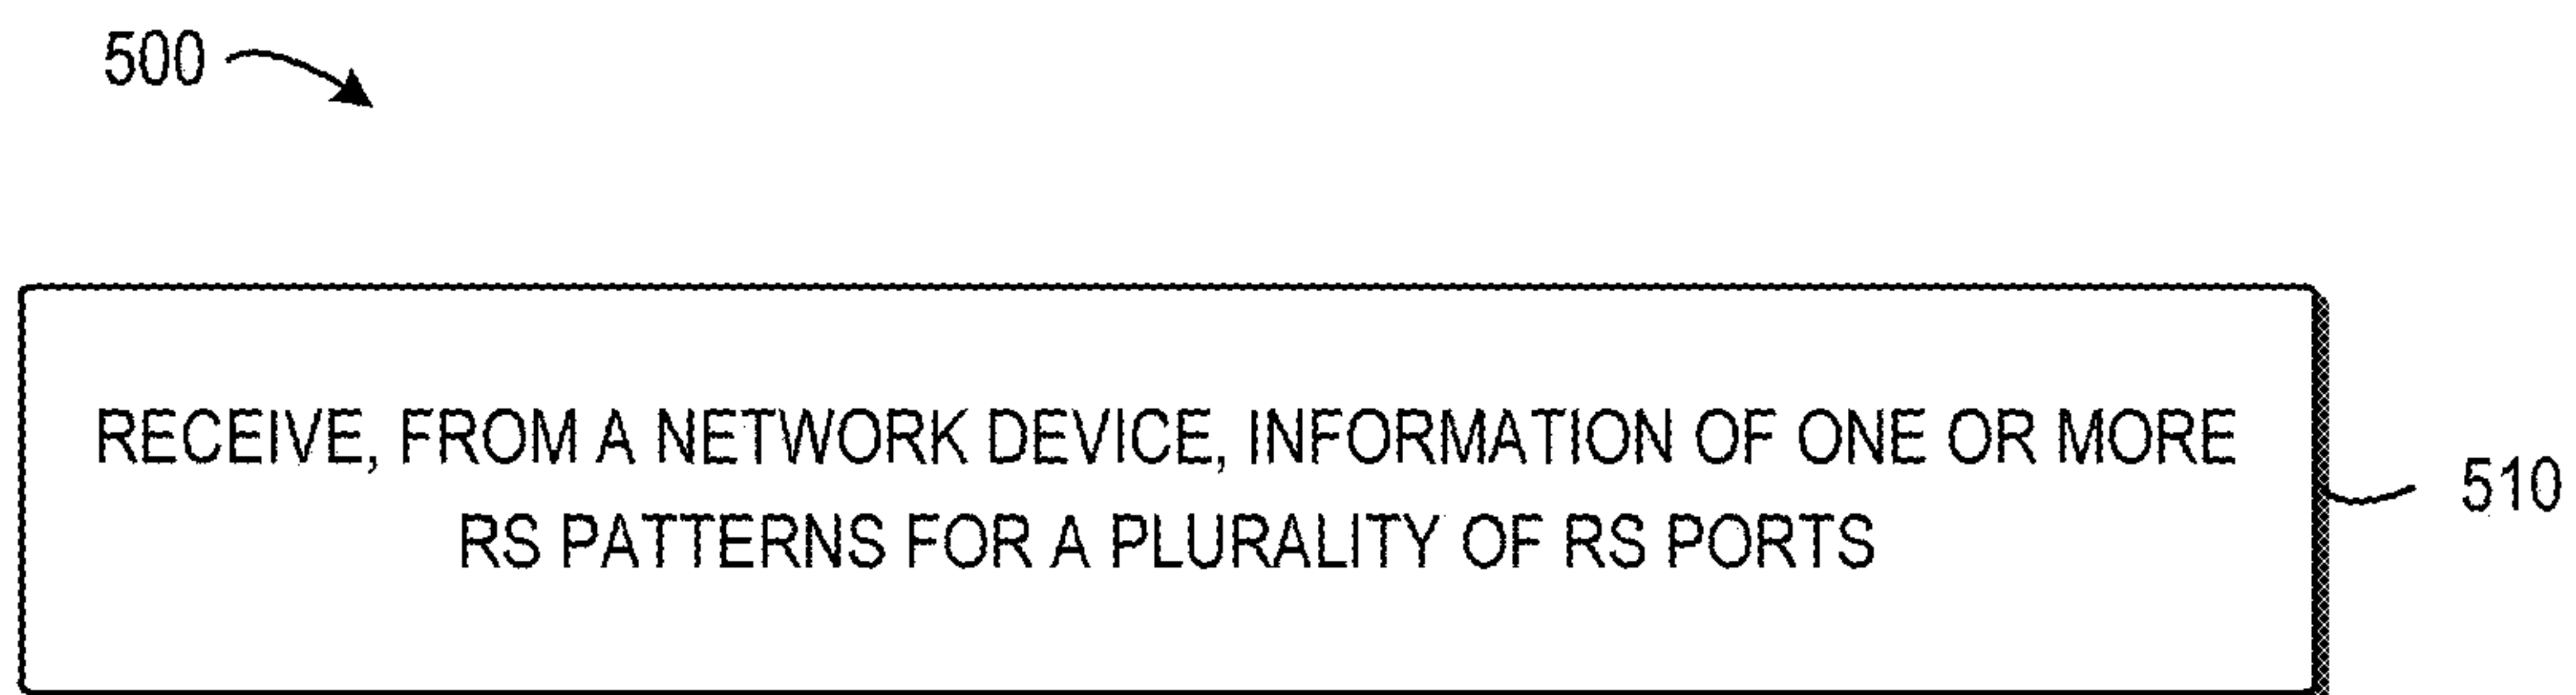 500
RECEIVE, FROM A NETWORK DEVICE, INFORMATION OF ONE OR MORE
RS PATTERNS FOR A PLURALITY OF RS PORTS
510